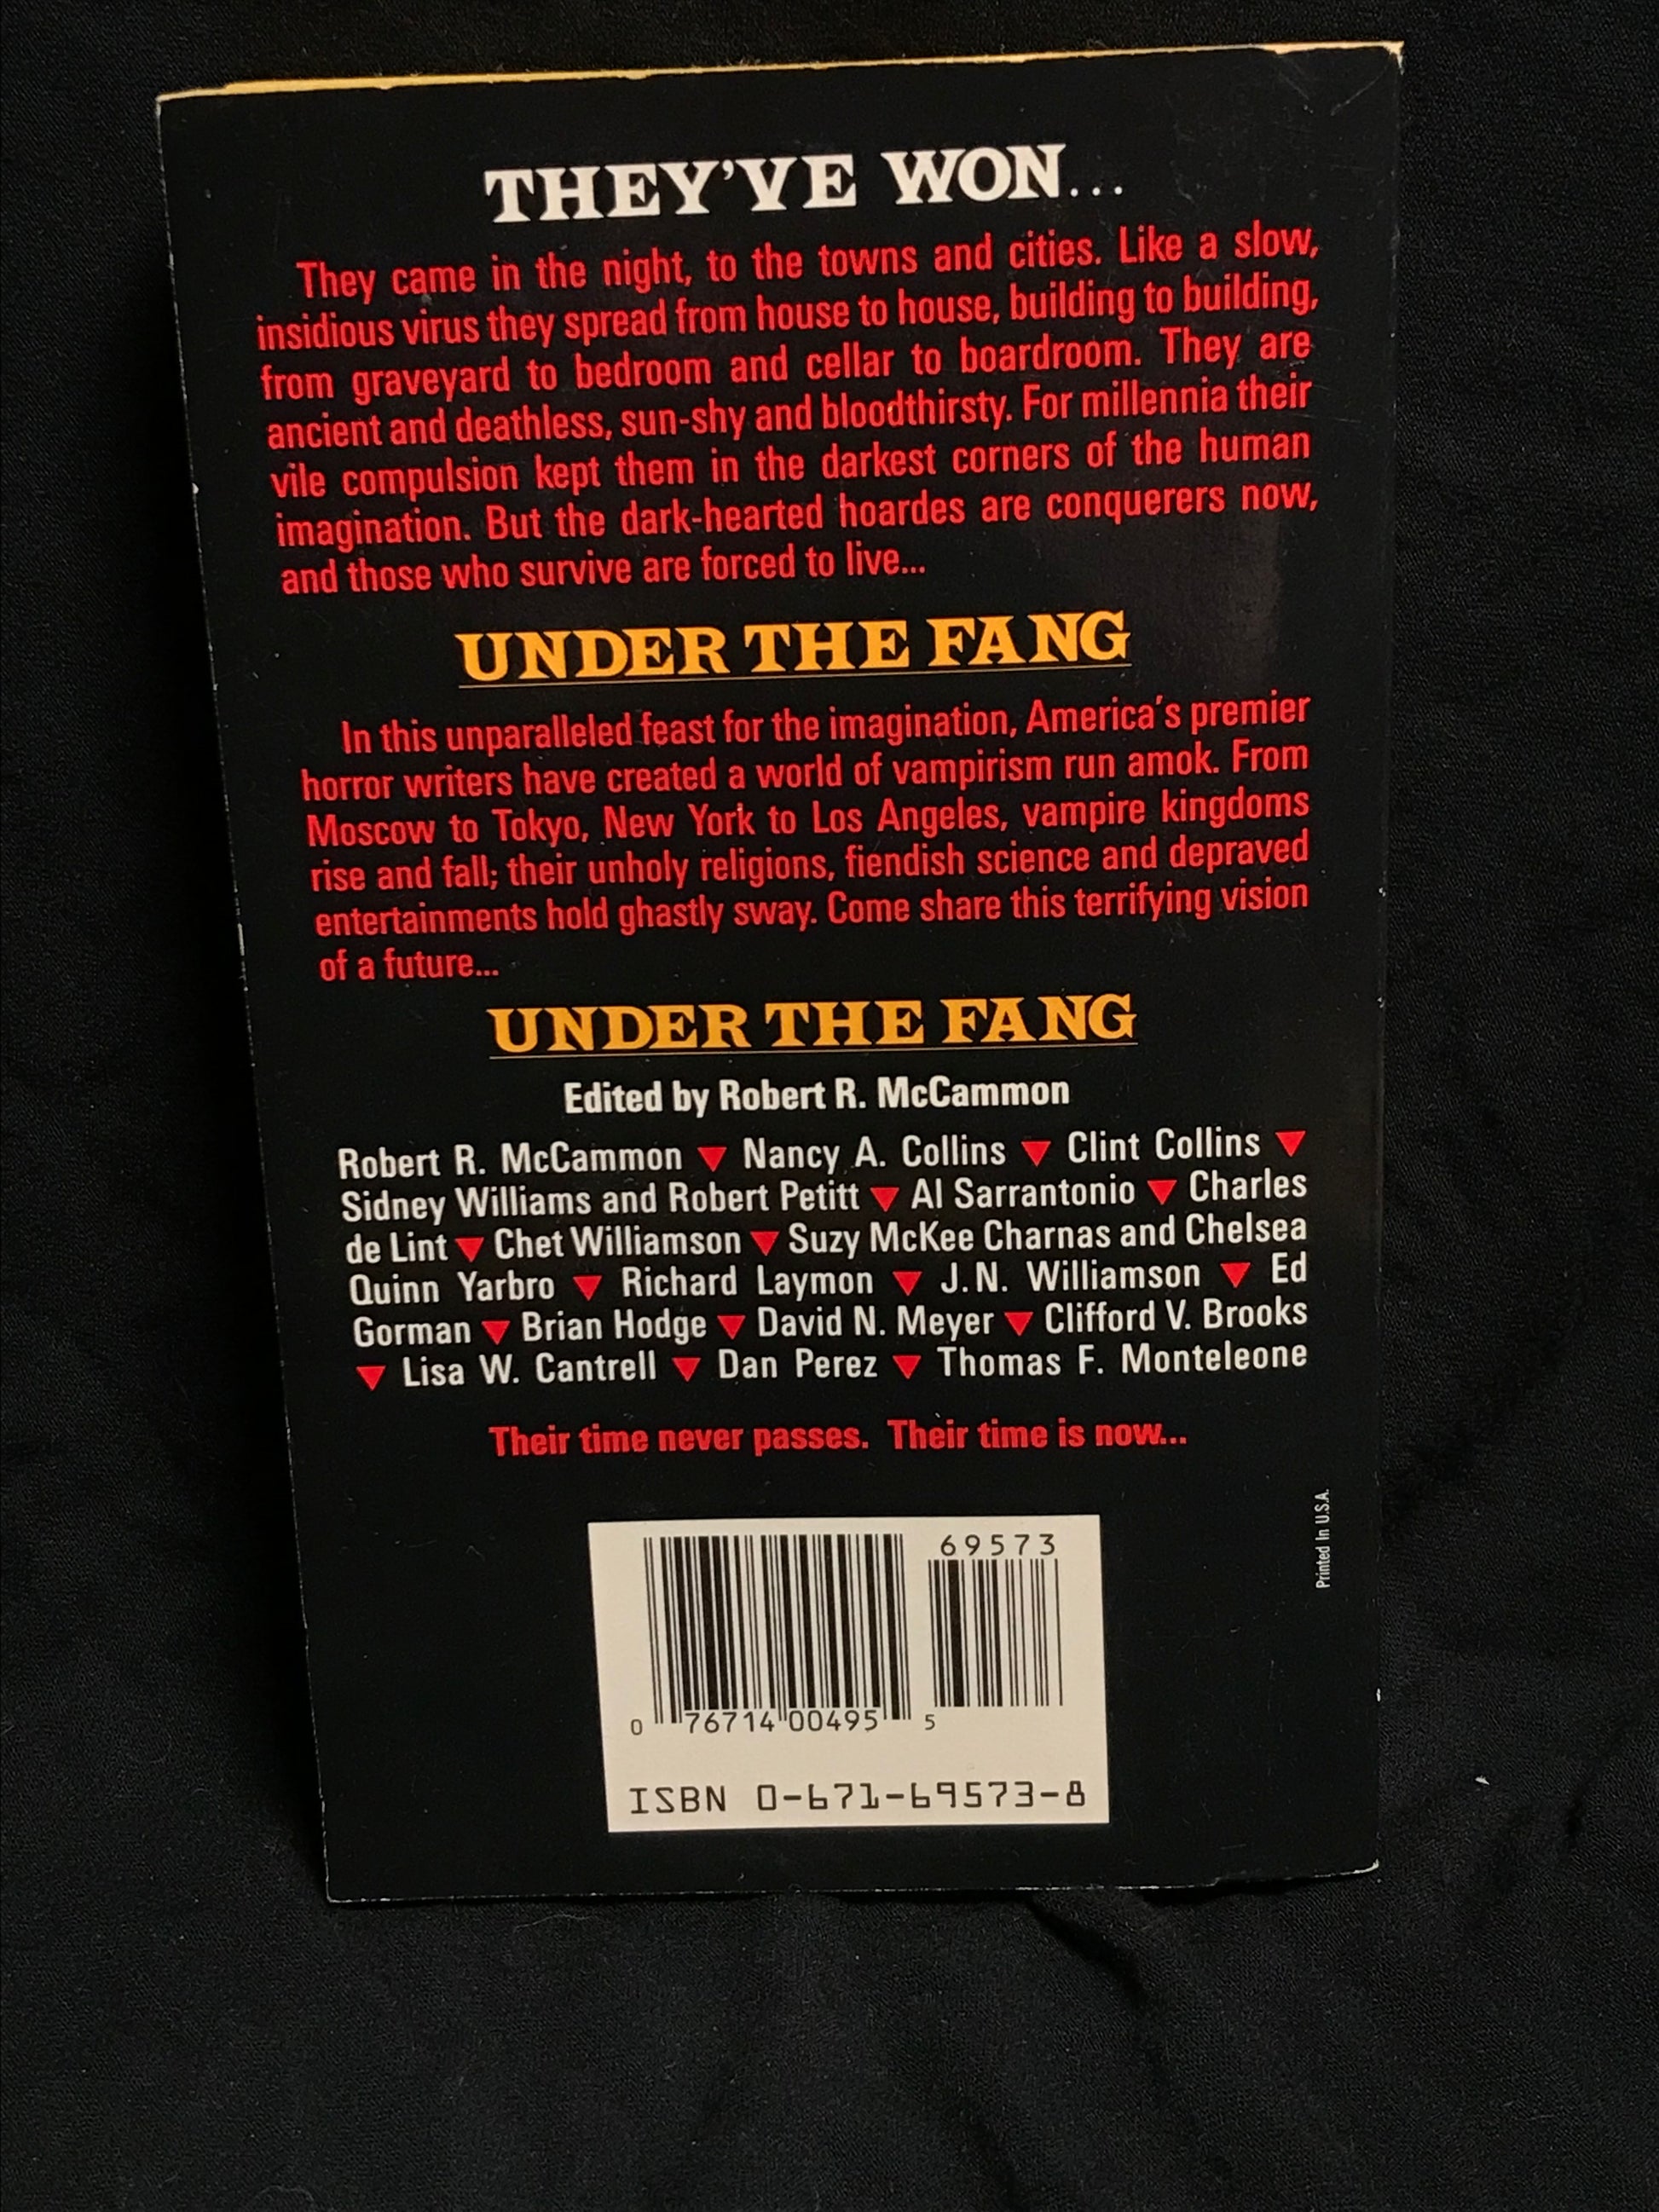 THEY'VE WON...
They came in the night, to the towns and cities. Like a slow,
insidious virus they spread from house to house, building to building,
from graveyard to bedroom and cellar to boardroom. They are
ancient and deathless, sun-shy and bloodthirsty. For millennia their
vile compulsion kept them in the darkest corners of the human
imagination. But the dark-hearted hoardes are conquerers now,
and those who survive are forced to live...
UNDER THE FANG
In this unparalleled feast for the imagination, America's premier
horror writers have created a world of vampirism run amok. From
Moscow to Tokyo, New York to Los Angeles, vampire kingdoms
rise and fall; their unholy religions, fiendish science and depraved
entertainments hold ghastly sway. Come share this terrifying vision
of a future...
UNDER THE FANG
Edited by Robert R. McCammon
Robert R. McCammon ▼ Nancy A. Collins ▼ Clint Collins ▼
Sidney Williams and Robert Petitt ▼ Al Sarrantonio ▼ Charles
de Lint ▼ Chet Williamson ▼ Suzy McKee Charnas and Chelsea
Quinn Yarbro ▼ Richard Laymon ▼ J.N. Williamson ▼ Ed
Gorman ▼ Brian Hodge ▼ David N. Meyer ▼ Clifford V. Brooks
▼ Lisa W. Cantrell ▼ Dan Perez ▼ Thomas F. Monteleone
Their time never passes. Their time is now...
Printed in U.S.A.
69573
0 76714 00495 5
ISBN 0-671-69573-8